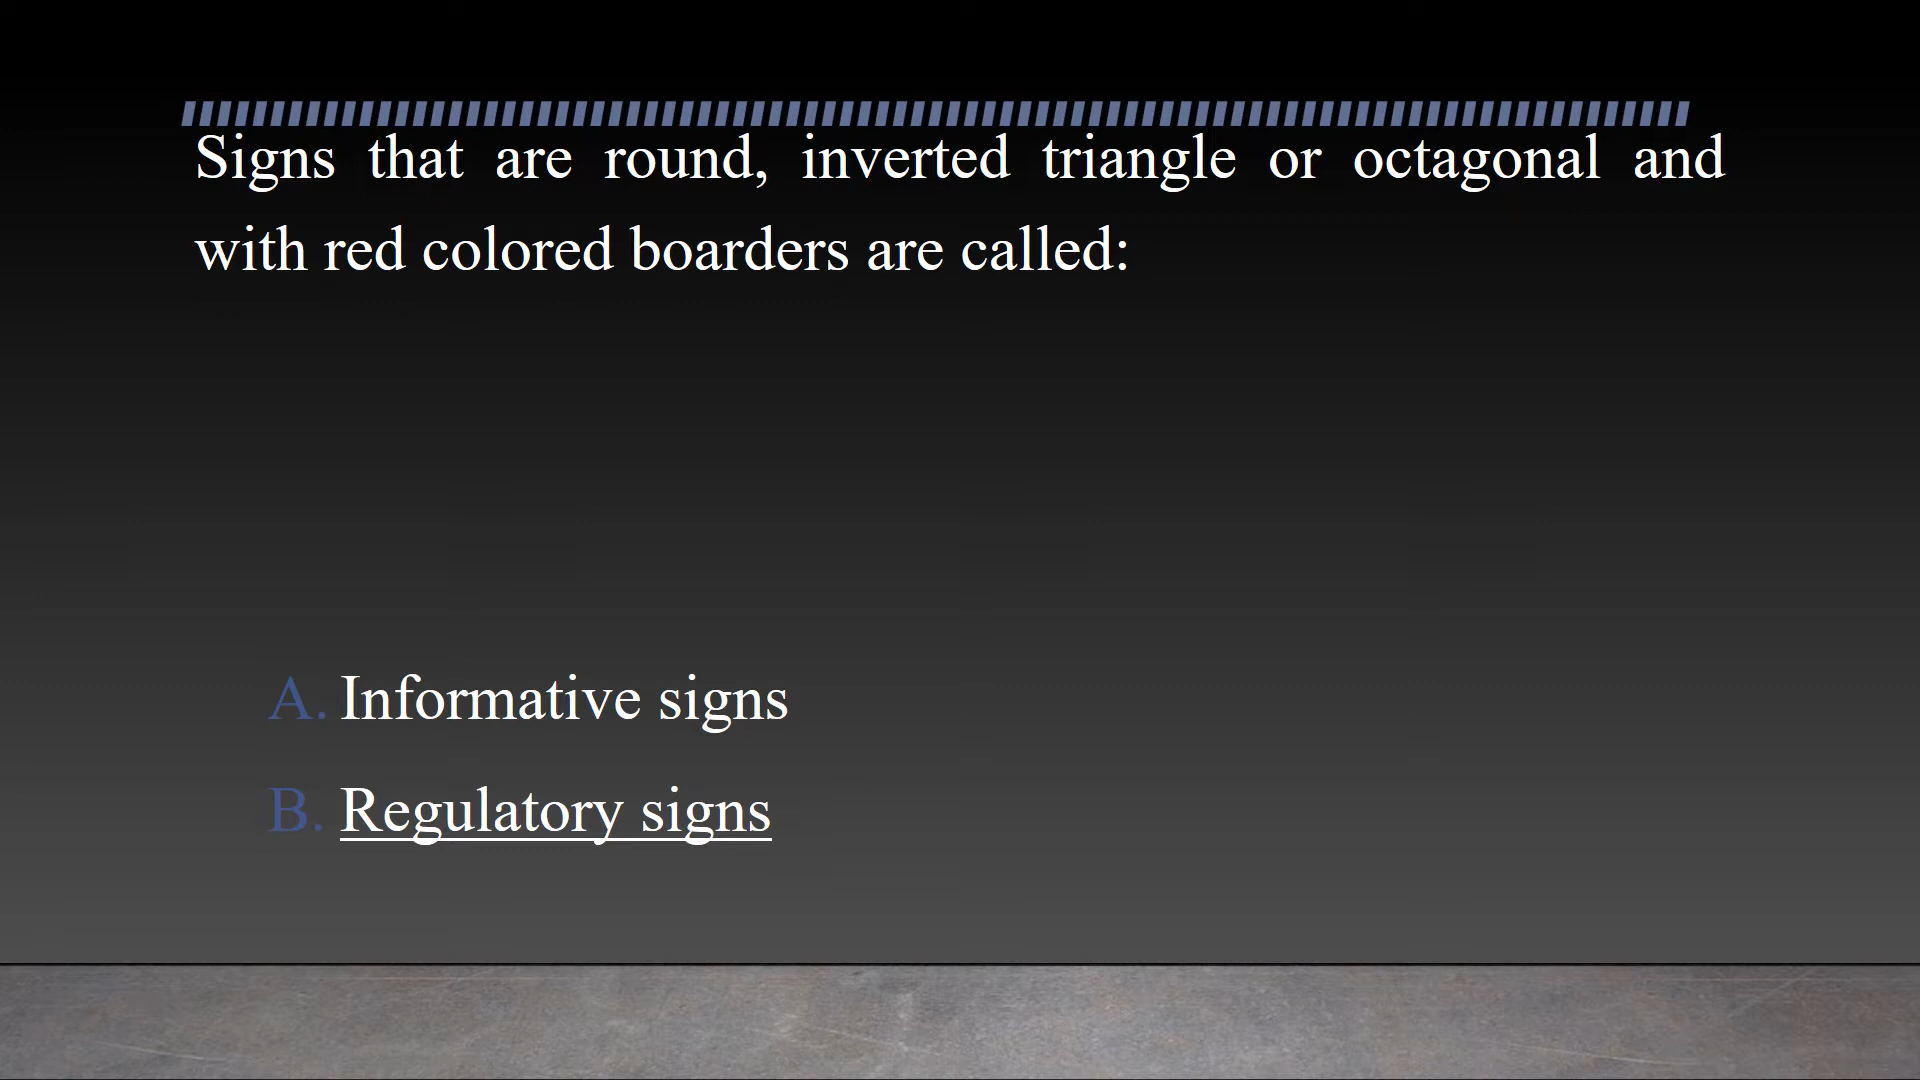 Signs that are round, inverted triangle or octagonal and
with red colored boarders are called:
A. Informative signs
B. Regulatory signs